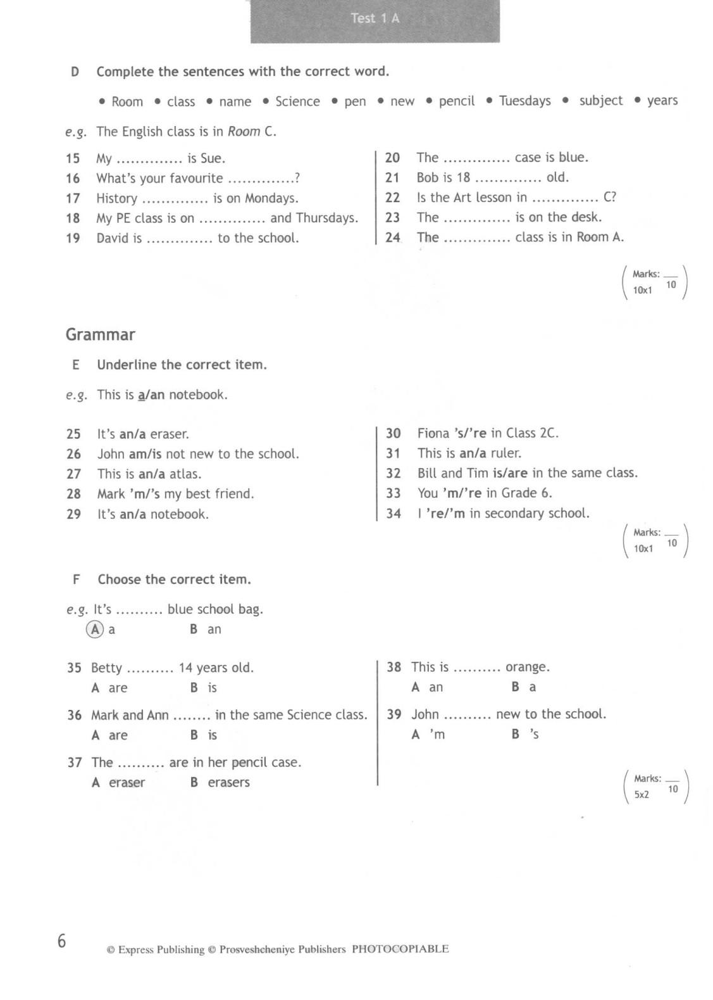 Test 1 A
D Complete the sentences with the correct word.
• Room • class • name • Science • pen • new • pencil • Tuesdays • subject • years
e.g. The English class is in Room C.
15 My .............. is Sue.
16 What's your favourite ..............?
17 History .............. is on Mondays.
18 My PE class is on .............. and Thursdays.
19 David is .............. to the school.
20 The .............. case is blue.
21 Bob is 18 .............. old.
22 Is the Art lesson in .............. C?
23 The .............. is on the desk.
24 The .............. class is in Room A.
Marks: __
10x1 10
Grammar
E Underline the correct item.
e.g. This is a/an notebook.
25 It's an/a eraser.
26 John am/is not new to the school.
27 This is an/a atlas.
28 Mark 'm/'s my best friend.
29 It's an/a notebook.
30 Fiona 's/'re in Class 2C.
31 This is an/a ruler.
32 Bill and Tim is/are in the same class.
33 You 'm/'re in Grade 6.
34 I 're/'m in secondary school.
Marks: __
10x1 10
F Choose the correct item.
e.g. It's .......... blue school bag.
A a B an
35 Betty .......... 14 years old.
A are B is
36 Mark and Ann ........ in the same Science class.
A are B is
37 The .......... are in her pencil case.
A eraser B erasers
38 This is .......... orange.
A an B a
39 John .......... new to the school.
A 'm B 's
Marks: __
5x2 10
6
© Express Publishing © Prosveshcheniye Publishers PHOTOCOPIABLE